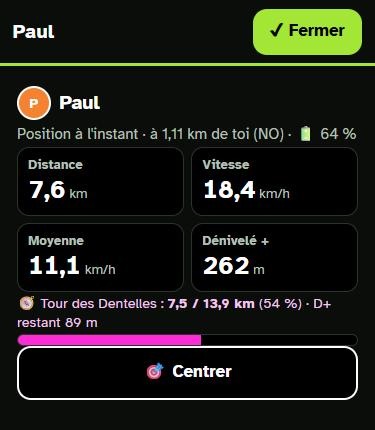 Paul
✓ Fermer
P
Paul
Position à l'instant · à 1,11 km de toi (NO) · 🔋 64 %
Distance
7,6 km
Vitesse
18,4 km/h
Moyenne
11,1 km/h
Dénivelé +
262 m
🧭 Tour des Dentelles : 7,5 / 13,9 km (54 %) · D+
restant 89 m
🎯 Centrer